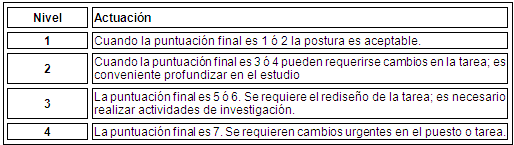 Nivel Actuación
1 Cuando la puntuación final es 1 ó 2 la postura es aceptable.
2 Cuando la puntuación final es 3 ó 4 pueden requerirse cambios en la tarea; es
conveniente profundizar en el estudio
3 La puntuación final es 5 ó 6. Se requiere el rediseño de la tarea; es necesario
realizar actividades de investigación.
4 La puntuación final es 7. Se requieren cambios urgentes en el puesto o tarea.